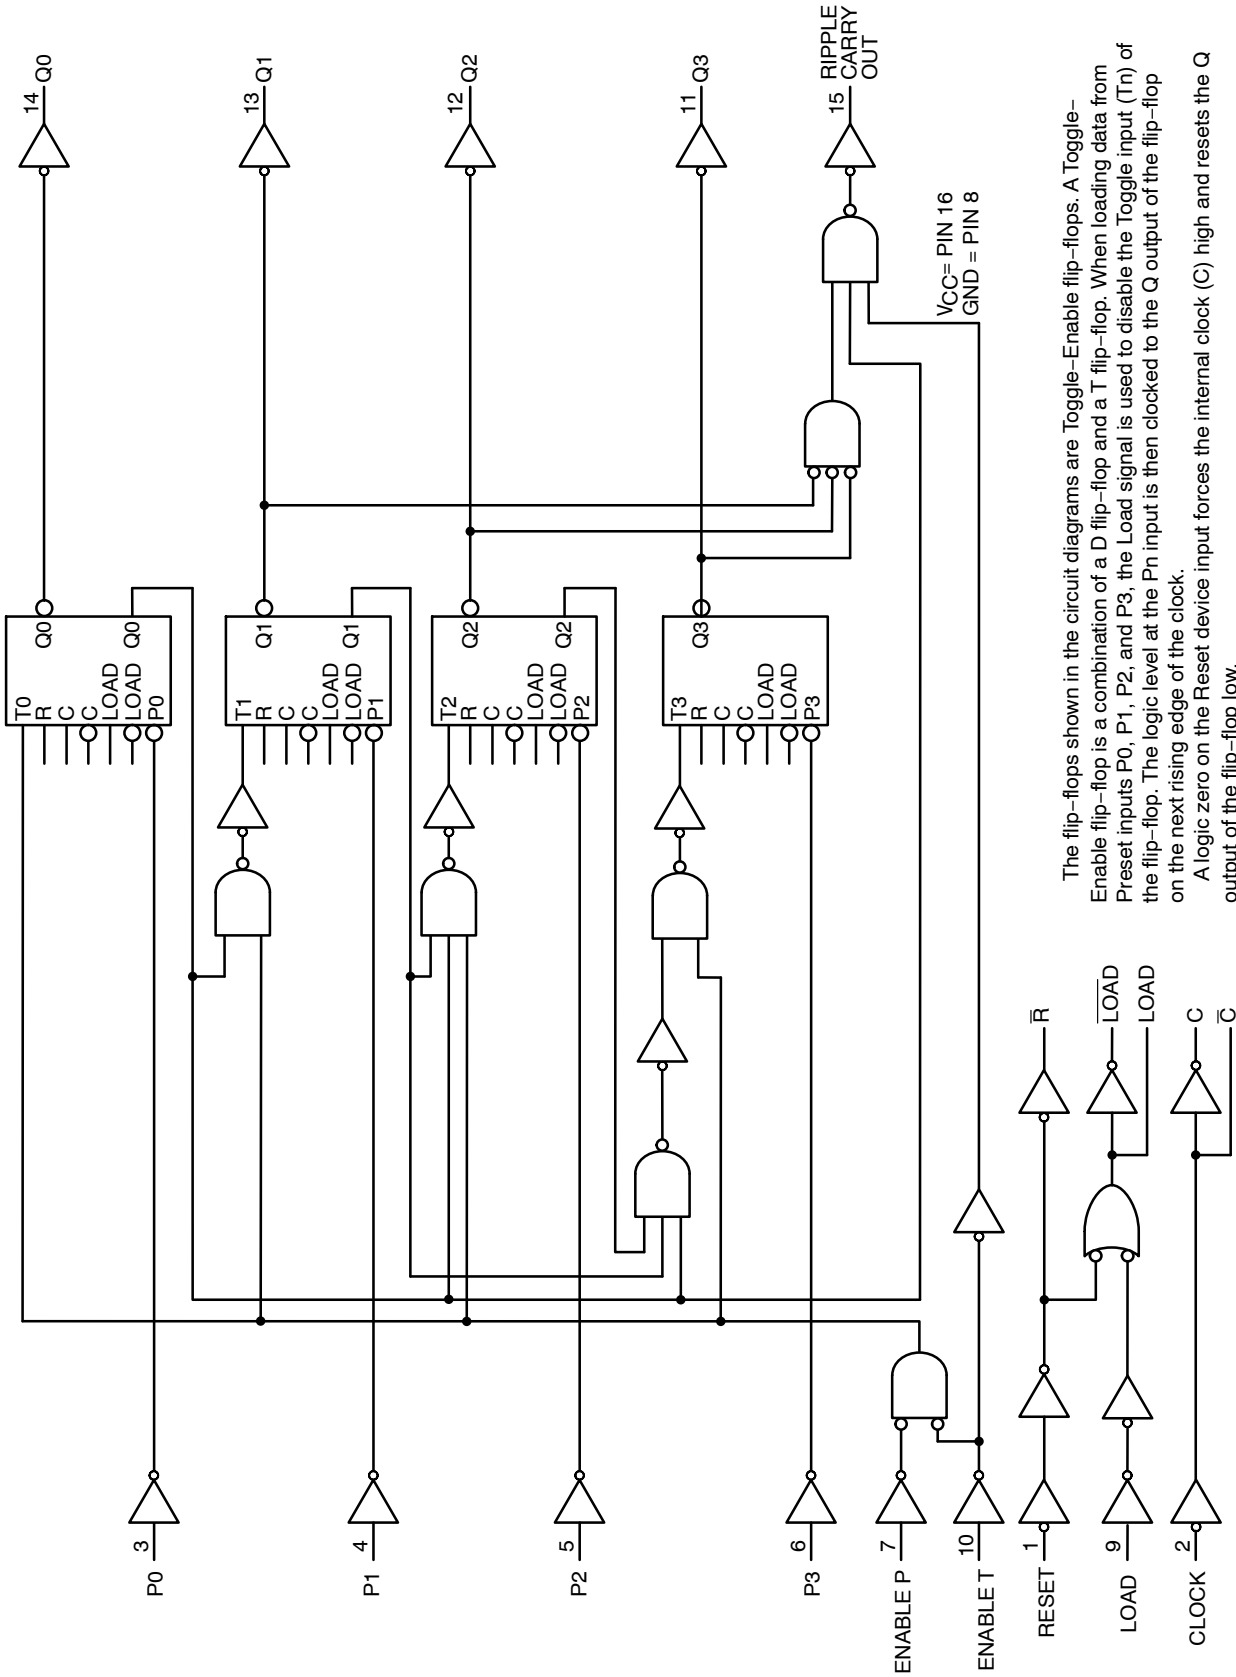 14 Q0
13 Q1
12 Q2
11 Q3
15
RIPPLE
CARRY
OUT
VCC= PIN 16
GND = PIN 8
T0
R
C
C
LOAD
LOAD
P0
Q0
Q0
T1
R
C
C
LOAD
LOAD
P1
Q1
Q1
T2
R
C
C
LOAD
LOAD
P2
Q2
Q2
T3
R
C
C
LOAD
LOAD
P3
Q3
P0 3
P1 4
P2 5
P3 6
ENABLE P 7
ENABLE T 10
RESET 1
LOAD 9
CLOCK 2
R̅
L̅O̅A̅D̅
LOAD
C
C̅
The flip−flops shown in the circuit diagrams are Toggle−Enable flip−flops. A Toggle−
Enable flip−flop is a combination of a D flip−flop and a T flip−flop. When loading data from
Preset inputs P0, P1, P2, and P3, the Load signal is used to disable the Toggle input (Tn) of
the flip−flop. The logic level at the Pn input is then clocked to the Q output of the flip−flop
on the next rising edge of the clock.
A logic zero on the Reset device input forces the internal clock (C) high and resets the Q
output of the flip−flop low.